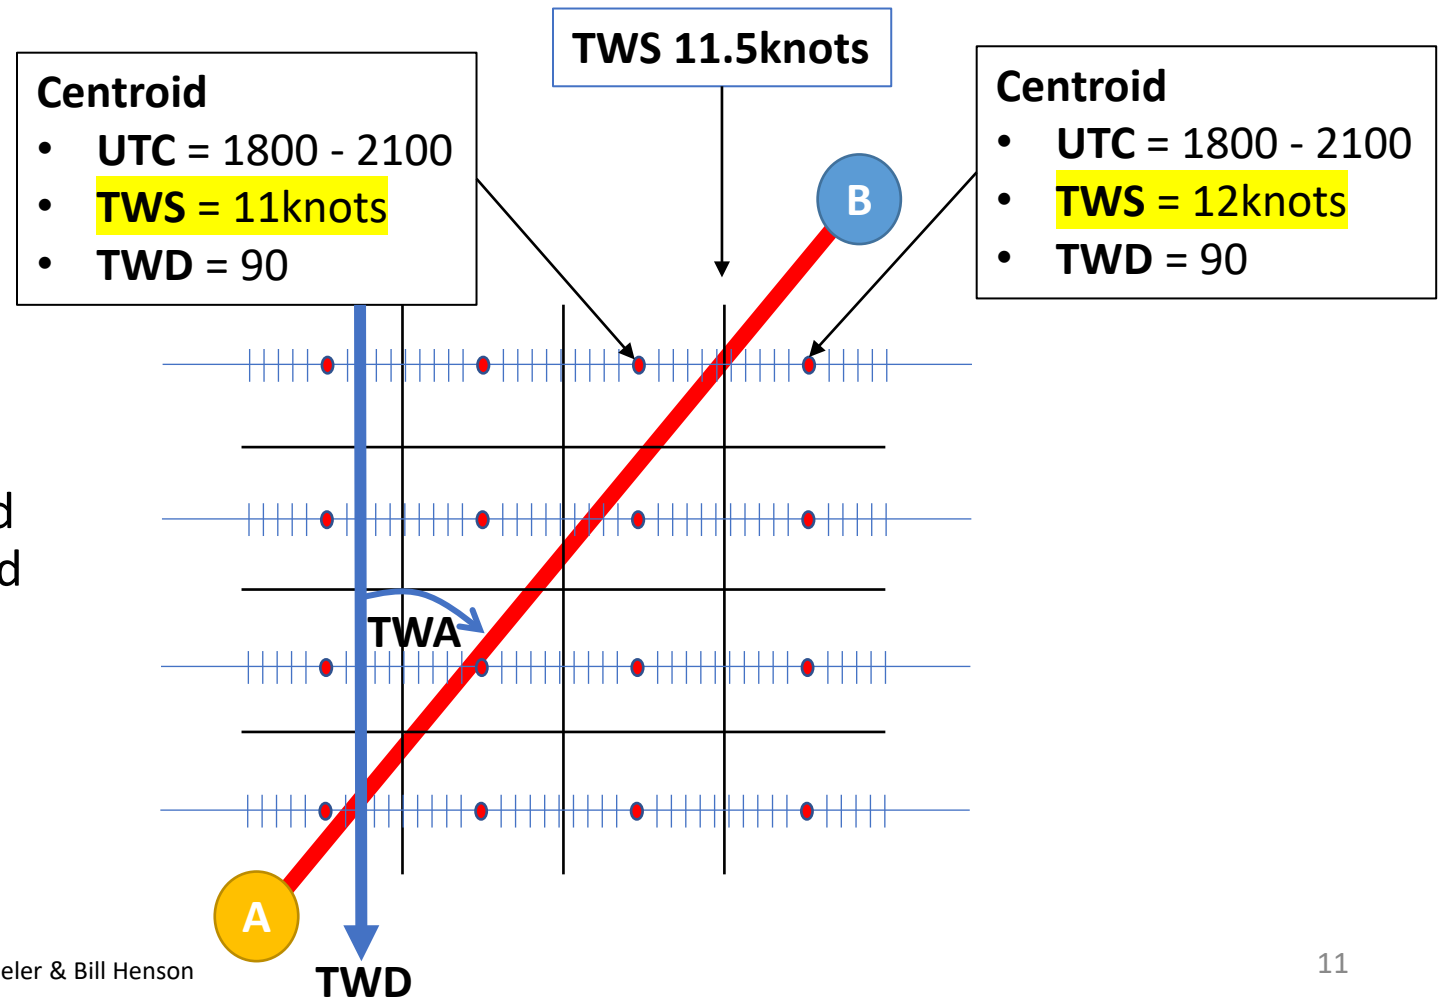 TWS 11.5knots
Centroid
• UTC = 1800 - 2100
• TWS = 11knots
• TWD = 90
Centroid
• UTC = 1800 - 2100
• TWS = 12knots
• TWD = 90
B
d
d
TWA
A
TWD
eler & Bill Henson
11